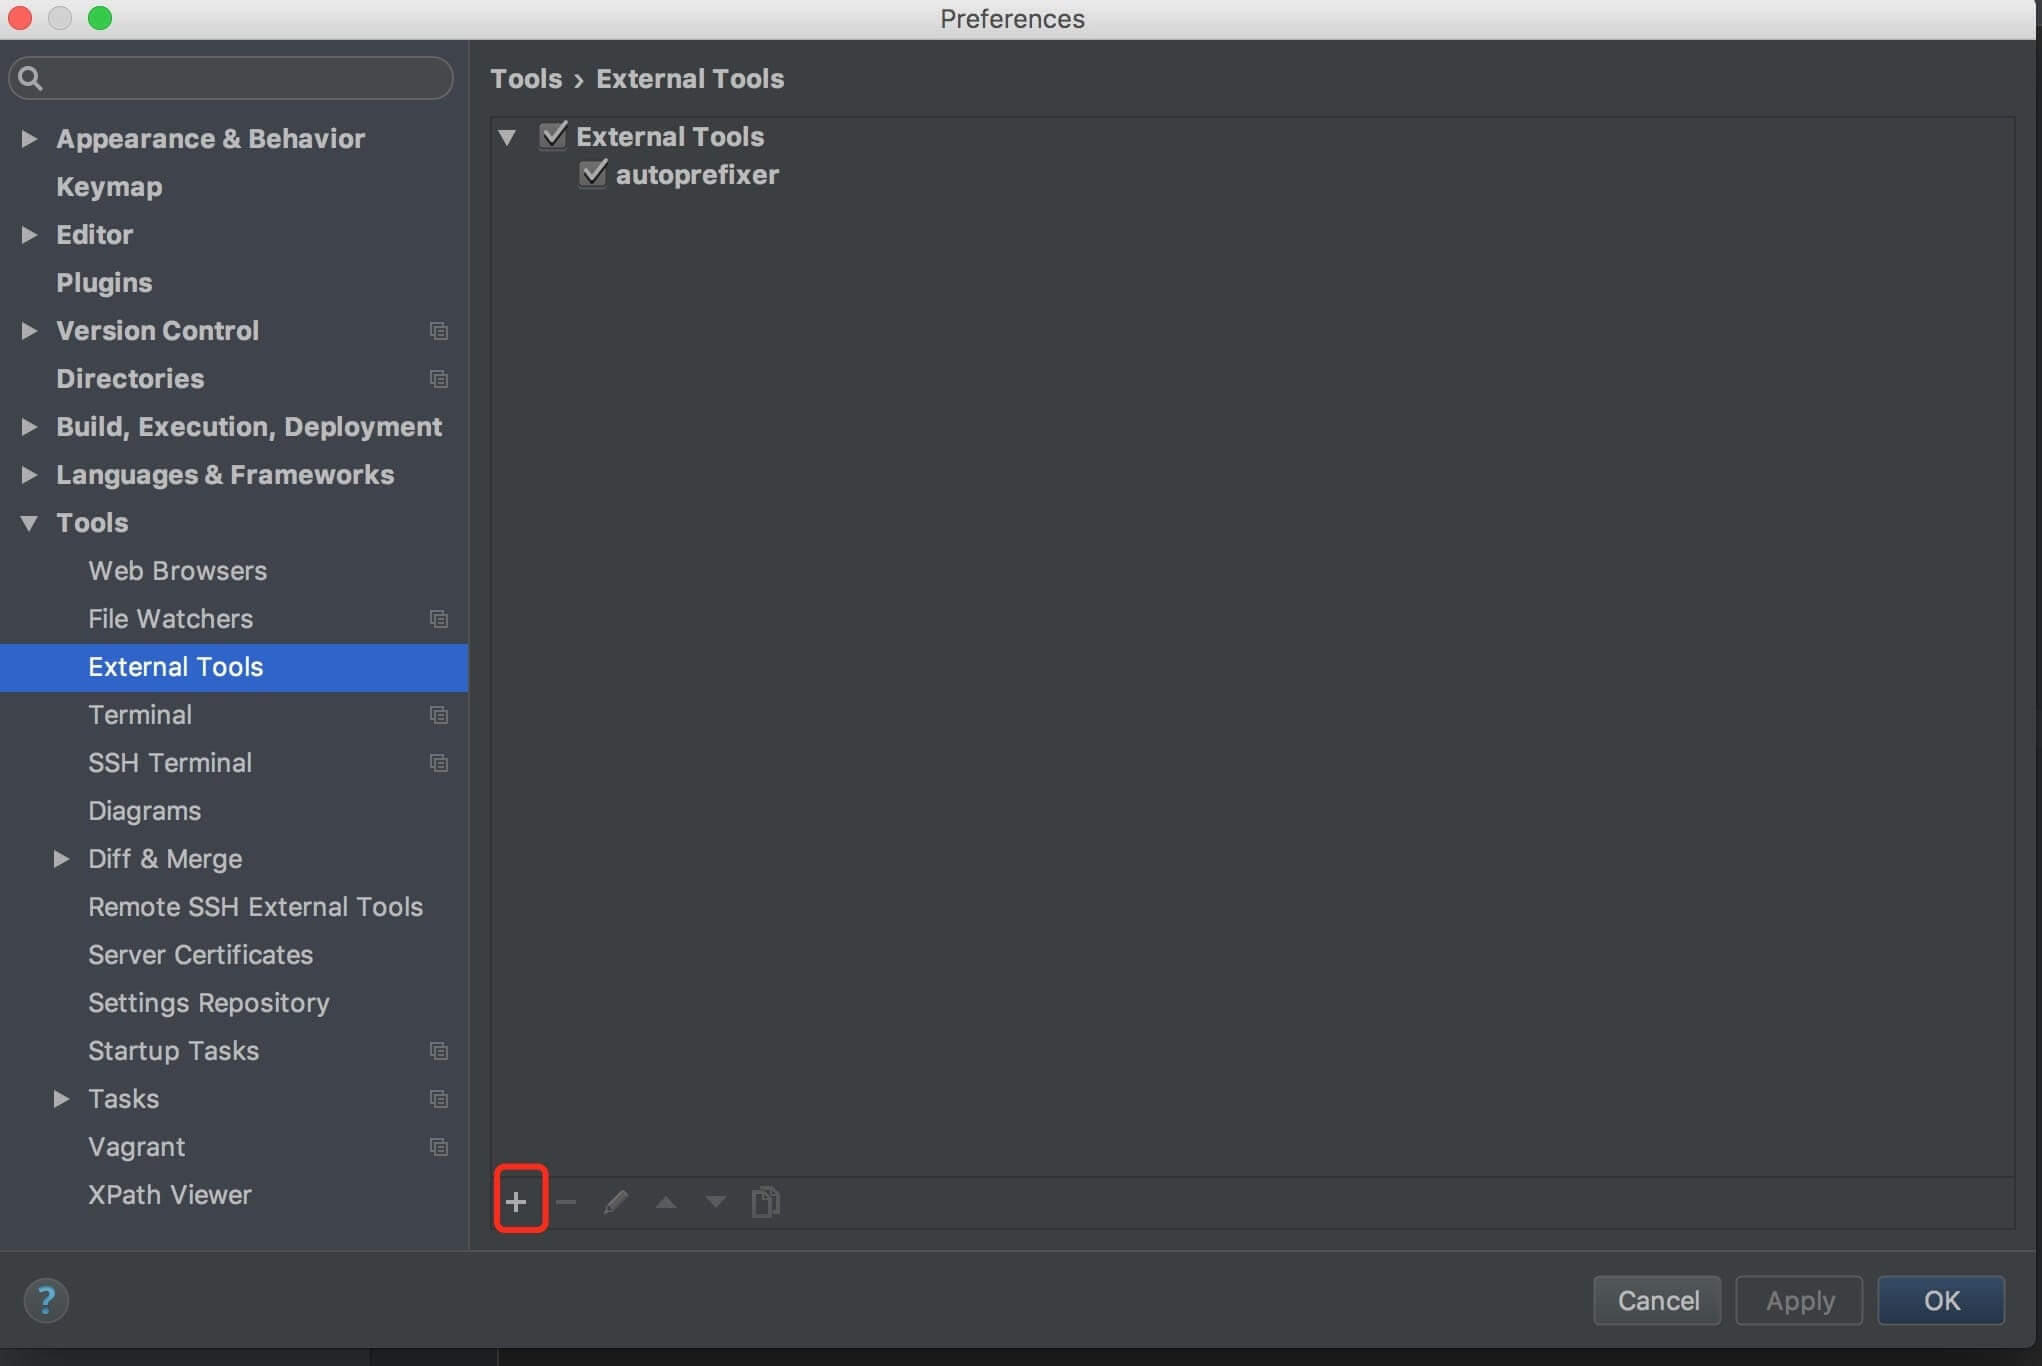 Preferences
Tools › External Tools
Appearance & Behavior
Keymap
Editor
Plugins
Version Control
Directories
Build, Execution, Deployment
Languages & Frameworks
Tools
Web Browsers
File Watchers
External Tools
Terminal
SSH Terminal
Diagrams
Diff & Merge
Remote SSH External Tools
Server Certificates
Settings Repository
Startup Tasks
Tasks
Vagrant
XPath Viewer
External Tools
autoprefixer
?
Cancel
Apply
OK